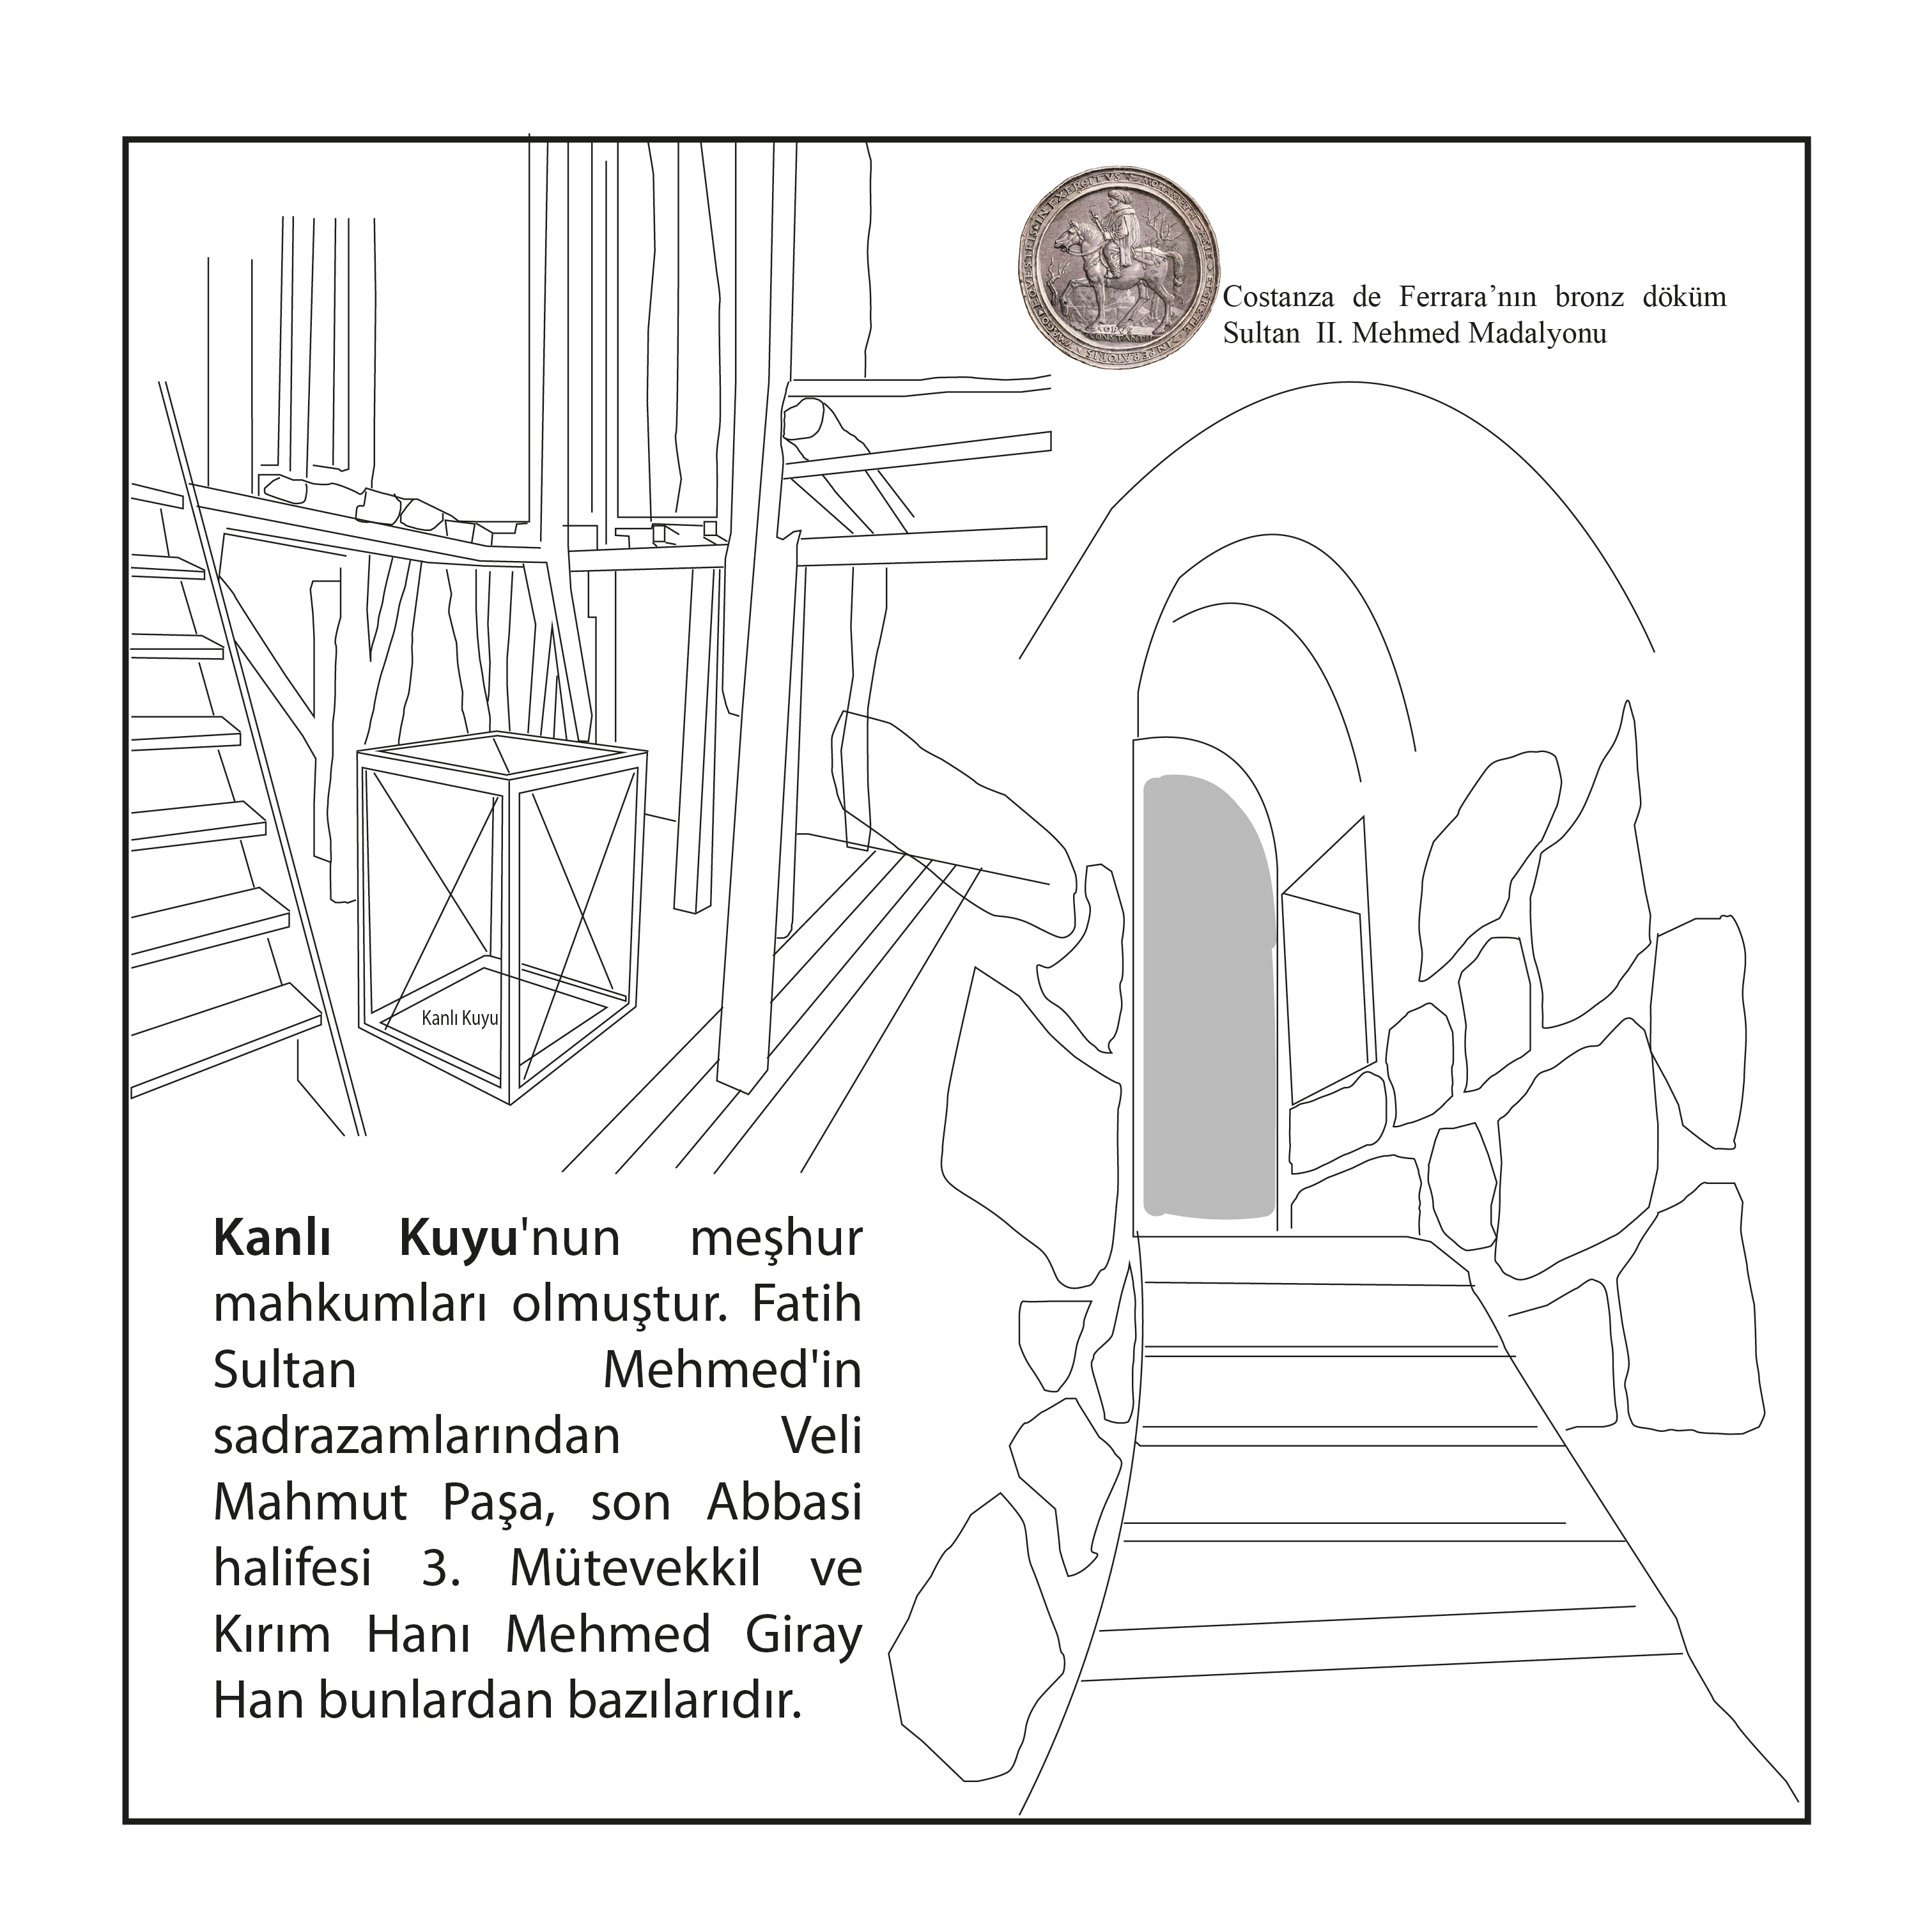 Costanza de Ferrara’nın bronz döküm
Sultan II. Mehmed Madalyonu
Kanlı Kuyu
Kanlı Kuyu'nun meşhur
mahkumları olmuştur. Fatih
Sultan Mehmed'in
sadrazamlarından Veli
Mahmut Paşa, son Abbasi
halifesi 3. Mütevekkil ve
Kırım Hanı Mehmed Giray
Han bunlardan bazılarıdır.